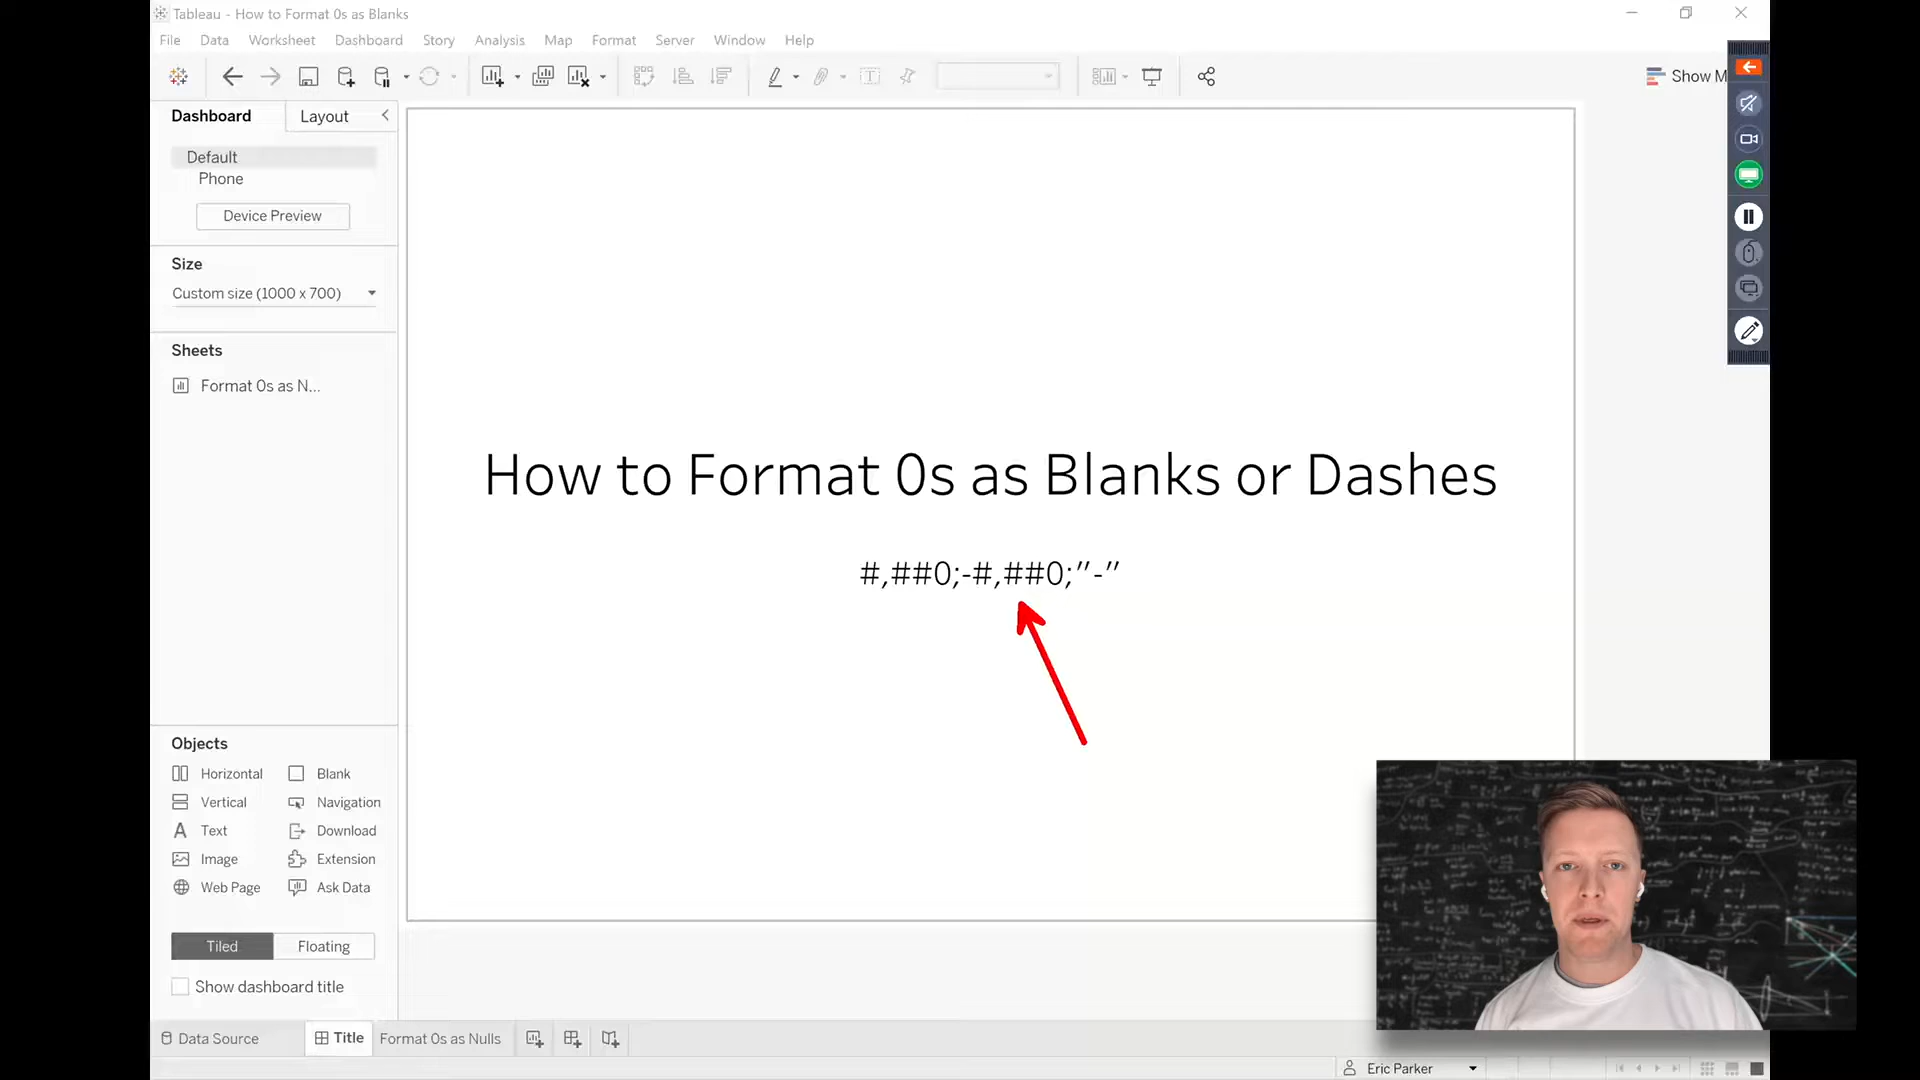 Tableau - How to Format 0s as Blanks
File Data Worksheet Dashboard Story Analysis Map Format Server Window Help
Show M
Dashboard Layout
Default
Phone
Device Preview
Size
Custom size (1000 x 700)
Sheets
Format 0s as N...
How to Format 0s as Blanks or Dashes
#,##0;-#,##0;"-"
Objects
Horizontal Blank
Vertical Navigation
Text Download
Image Extension
Web Page Ask Data
Tiled Floating
Show dashboard title
Data Source Title Format 0s as Nulls
Eric Parker